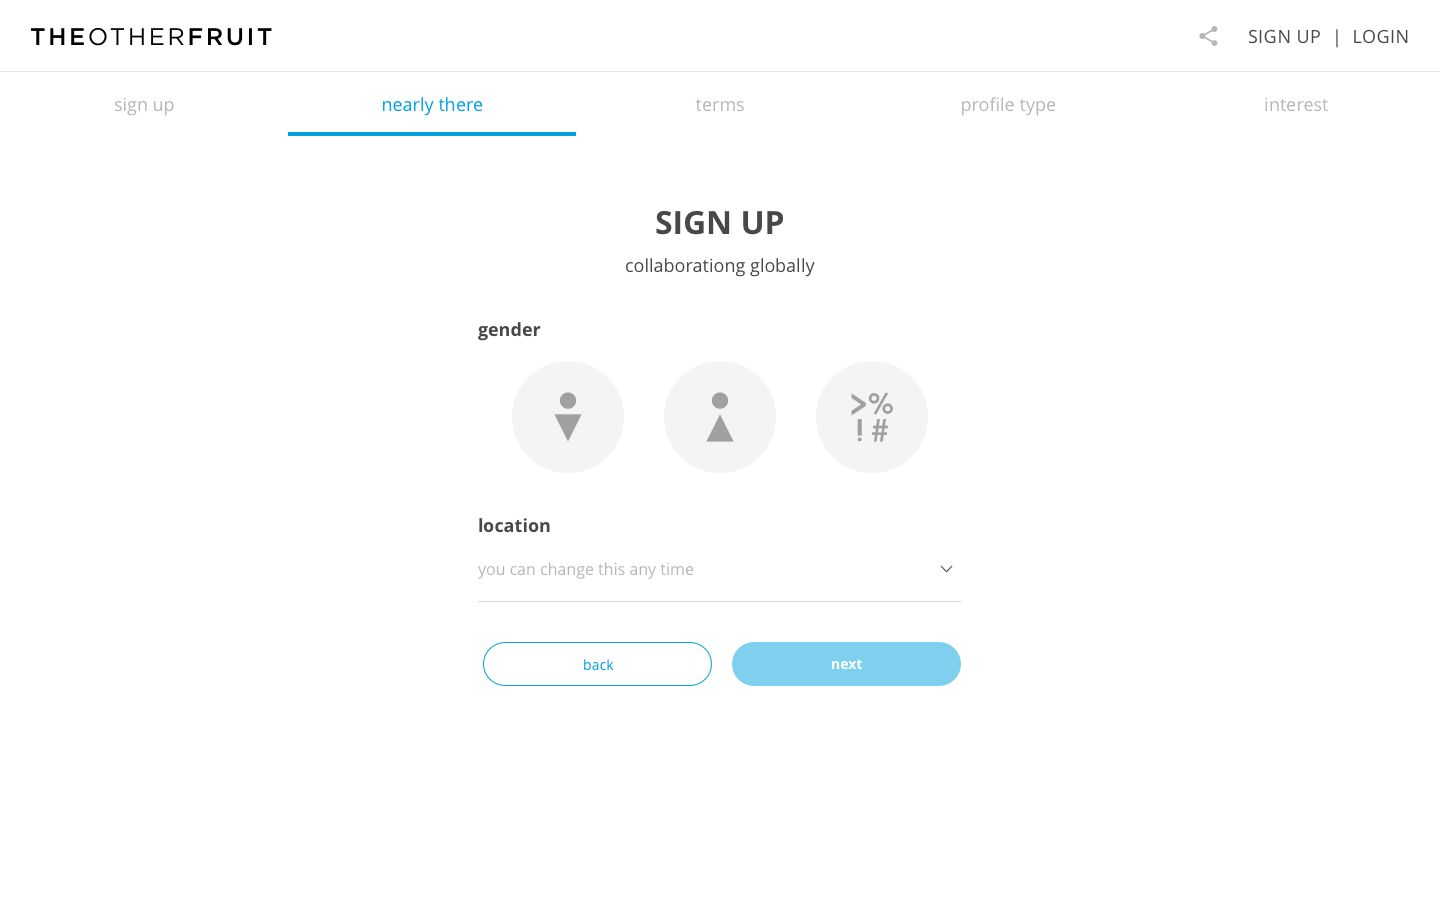 THEOTHERFRUIT
SIGN UP | LOGIN
sign up
nearly there
terms
profile type
interest
SIGN UP
collaborationg globally
gender
>%
!#
location
you can change this any time
back
next